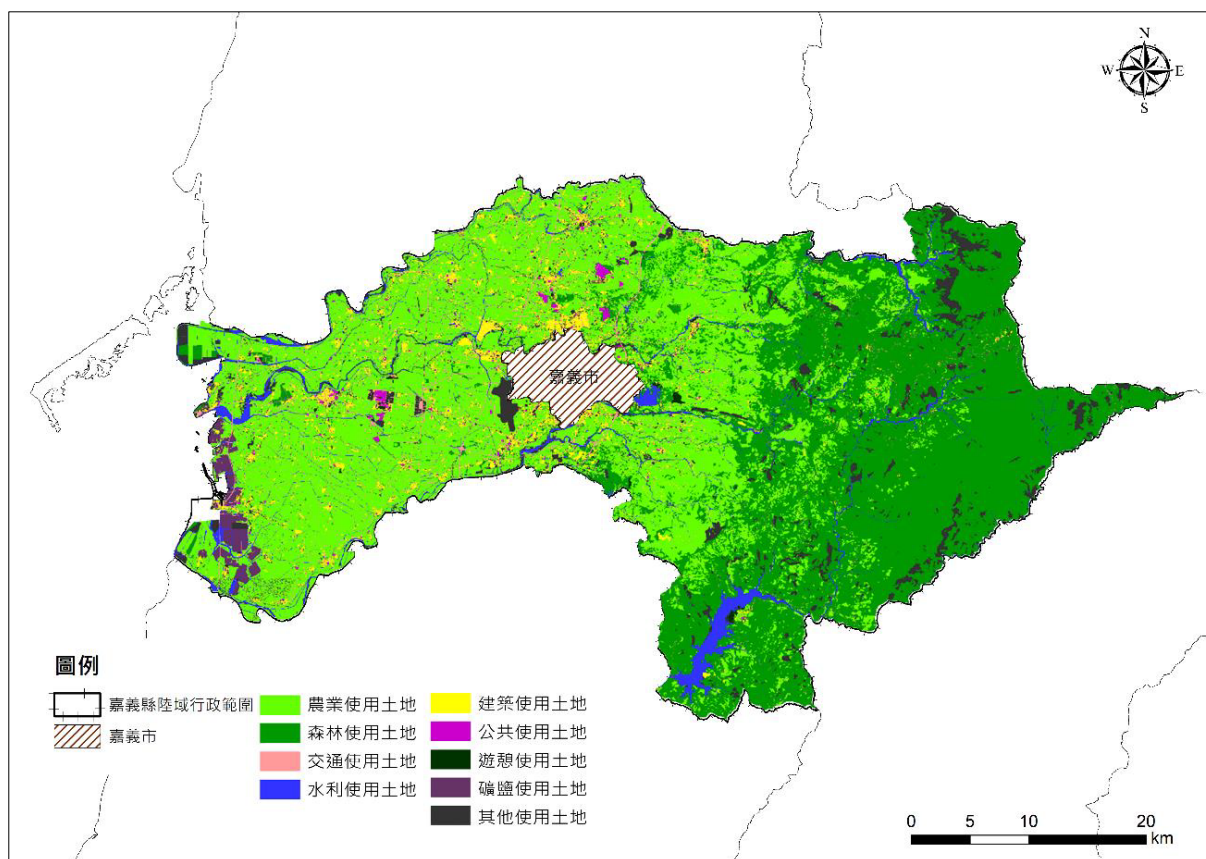 N
W E
S
嘉義市
圖例
嘉義縣陸域行政範圍
嘉義市
農業使用土地
森林使用土地
交通使用土地
水利使用土地
建築使用土地
公共使用土地
遊憩使用土地
礦鹽使用土地
其他使用土地
0 5 10 20
km